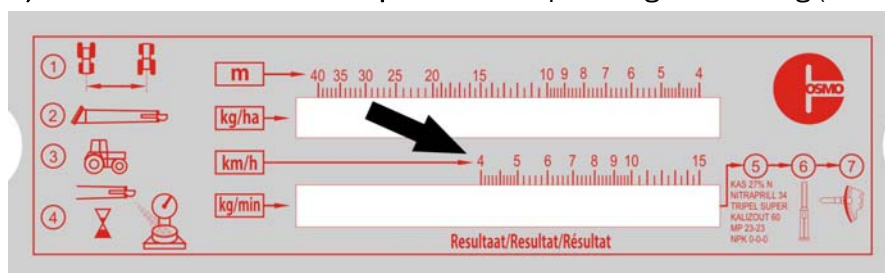 1
m
40 35 30 25 20 15 10 9 8 7 6 5 4
OSMO
2
kg/ha
3
km/h
4 5 6 7 8 9 10 15
4
kg/min
5 6 7
KAS 27% N
NITRAPRILL 34
TRIPEL SUPER
KALIZOUT 60
MP 23-23
NPK 0-0-0
Resultaat/Resultat/Résultat